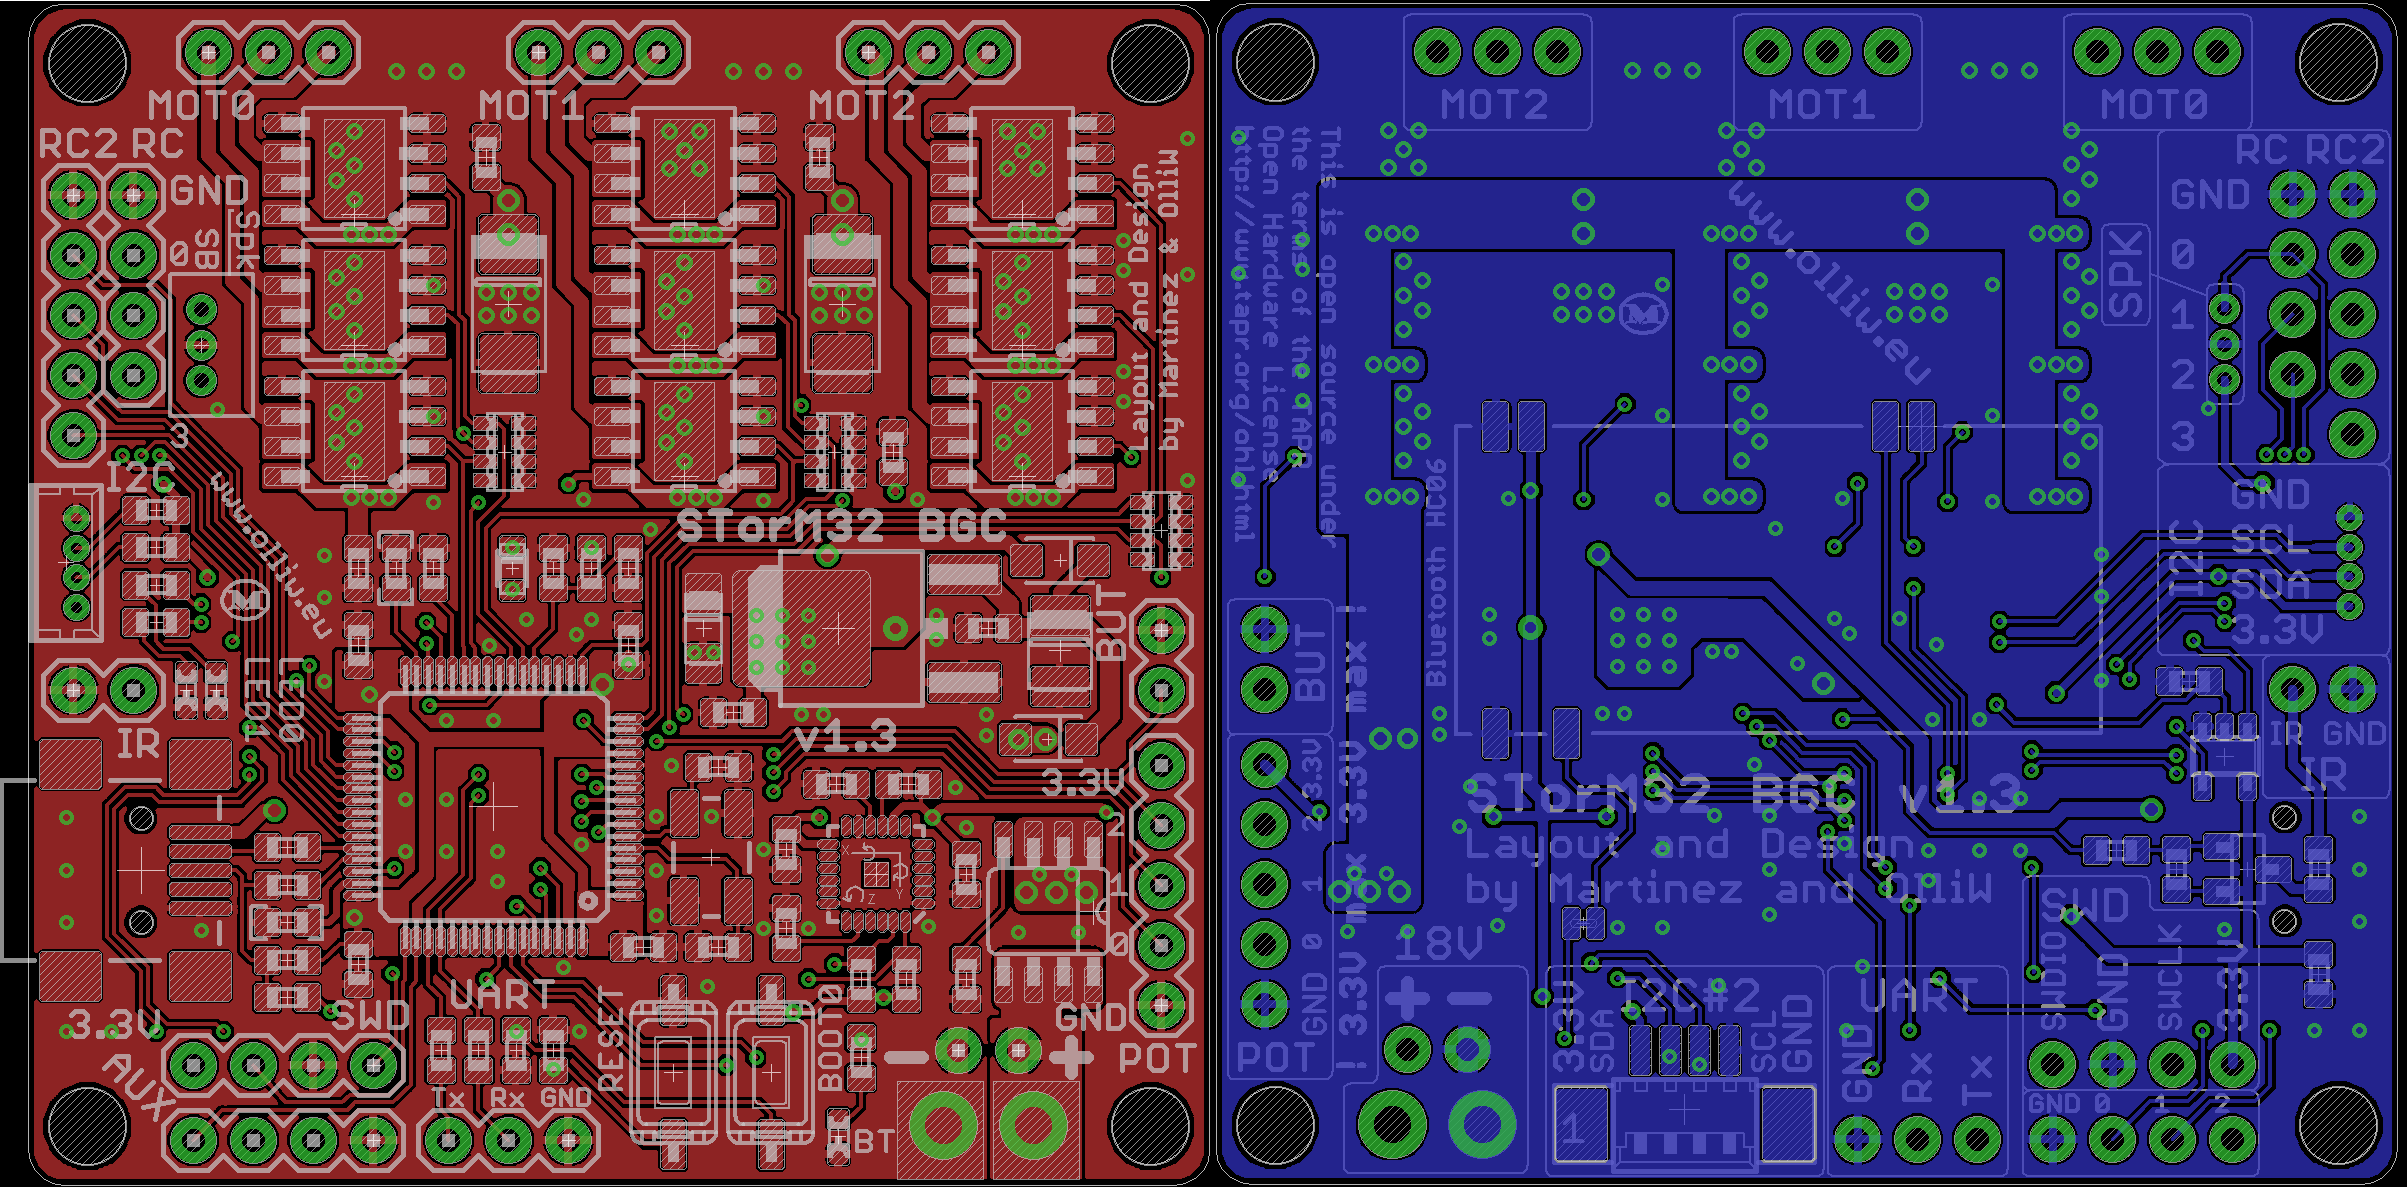 MOT0 MOT1 MOT2
RC2 RC
GND
Spk
0 SB
3
I2C
www.olliw.eu
M
Layout and Design
by Martinez & OlliW
STorM32 BGC
BUT
LED1 LED0
IR
v1.3
3.3V
2
1
0
GND
POT
3.3V
AUX
SWD
UART
Tx Rx GND
RESET
BOOT0
BT
- +
X
Y
Z
MOT2 MOT1 MOT0
This is open source under
the terms of the TAPR
Open Hardware License
http://www.tapr.org/ohl.html
www.olliw.eu
M
RC RC2
GND
0
SPK
1
2
3
Bluetooth HC06
I2C
GND
SCL
SDA
3.3V
BUT
IR GND
IR
STorM32 BGC v1.3
Layout and Design
by Martinez and OlliW
! 3.3V max 3.3V max !
GND 0 1 2 3.3V
POT
18V
+ -
I2C#2
3.3V
SDA
SCL
GND
1
UART
GND Rx Tx
SWD
SWDIO
GND
SWCLK
3.3V
GND 0 1 2